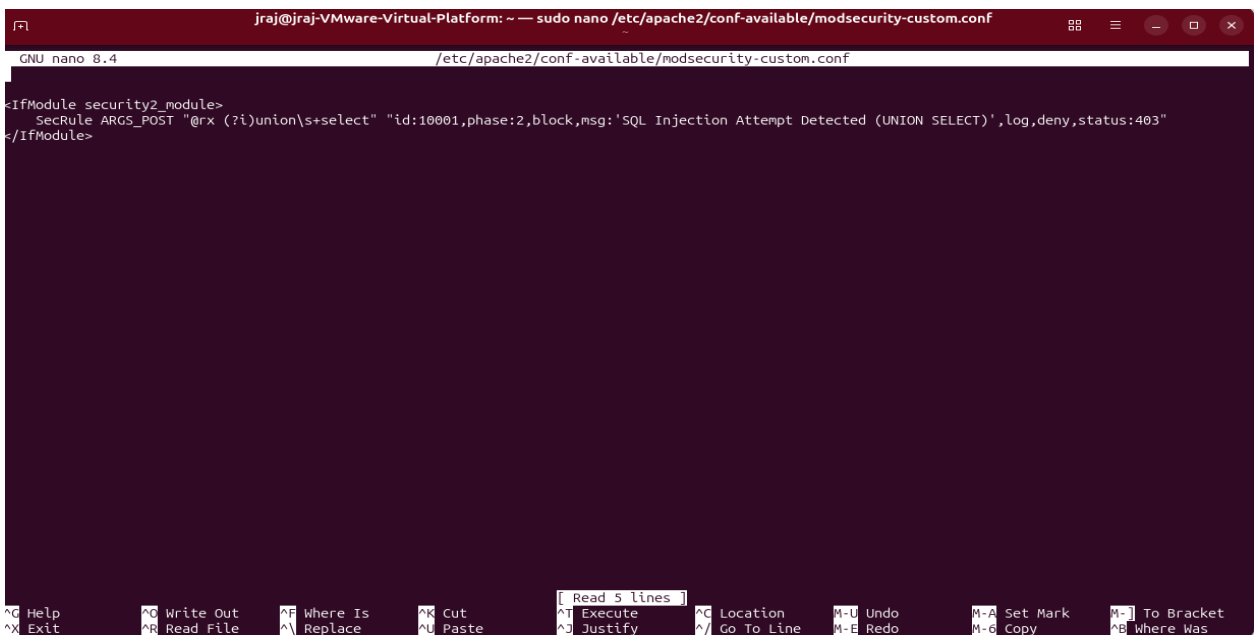 jraj@jraj-VMware-Virtual-Platform: ~ — sudo nano /etc/apache2/conf-available/modsecurity-custom.conf
~
GNU nano 8.4 /etc/apache2/conf-available/modsecurity-custom.conf
<IfModule security2_module>
SecRule ARGS_POST "@rx (?i)union\s+select" "id:10001,phase:2,block,msg:'SQL Injection Attempt Detected (UNION SELECT)',log,deny,status:403"
</IfModule>
[ Read 5 lines ]
^G Help ^O Write Out ^F Where Is ^K Cut ^T Execute ^C Location M-U Undo M-A Set Mark M-] To Bracket
^X Exit ^R Read File ^\ Replace ^U Paste ^J Justify ^/ Go To Line M-E Redo M-6 Copy ^B Where Was